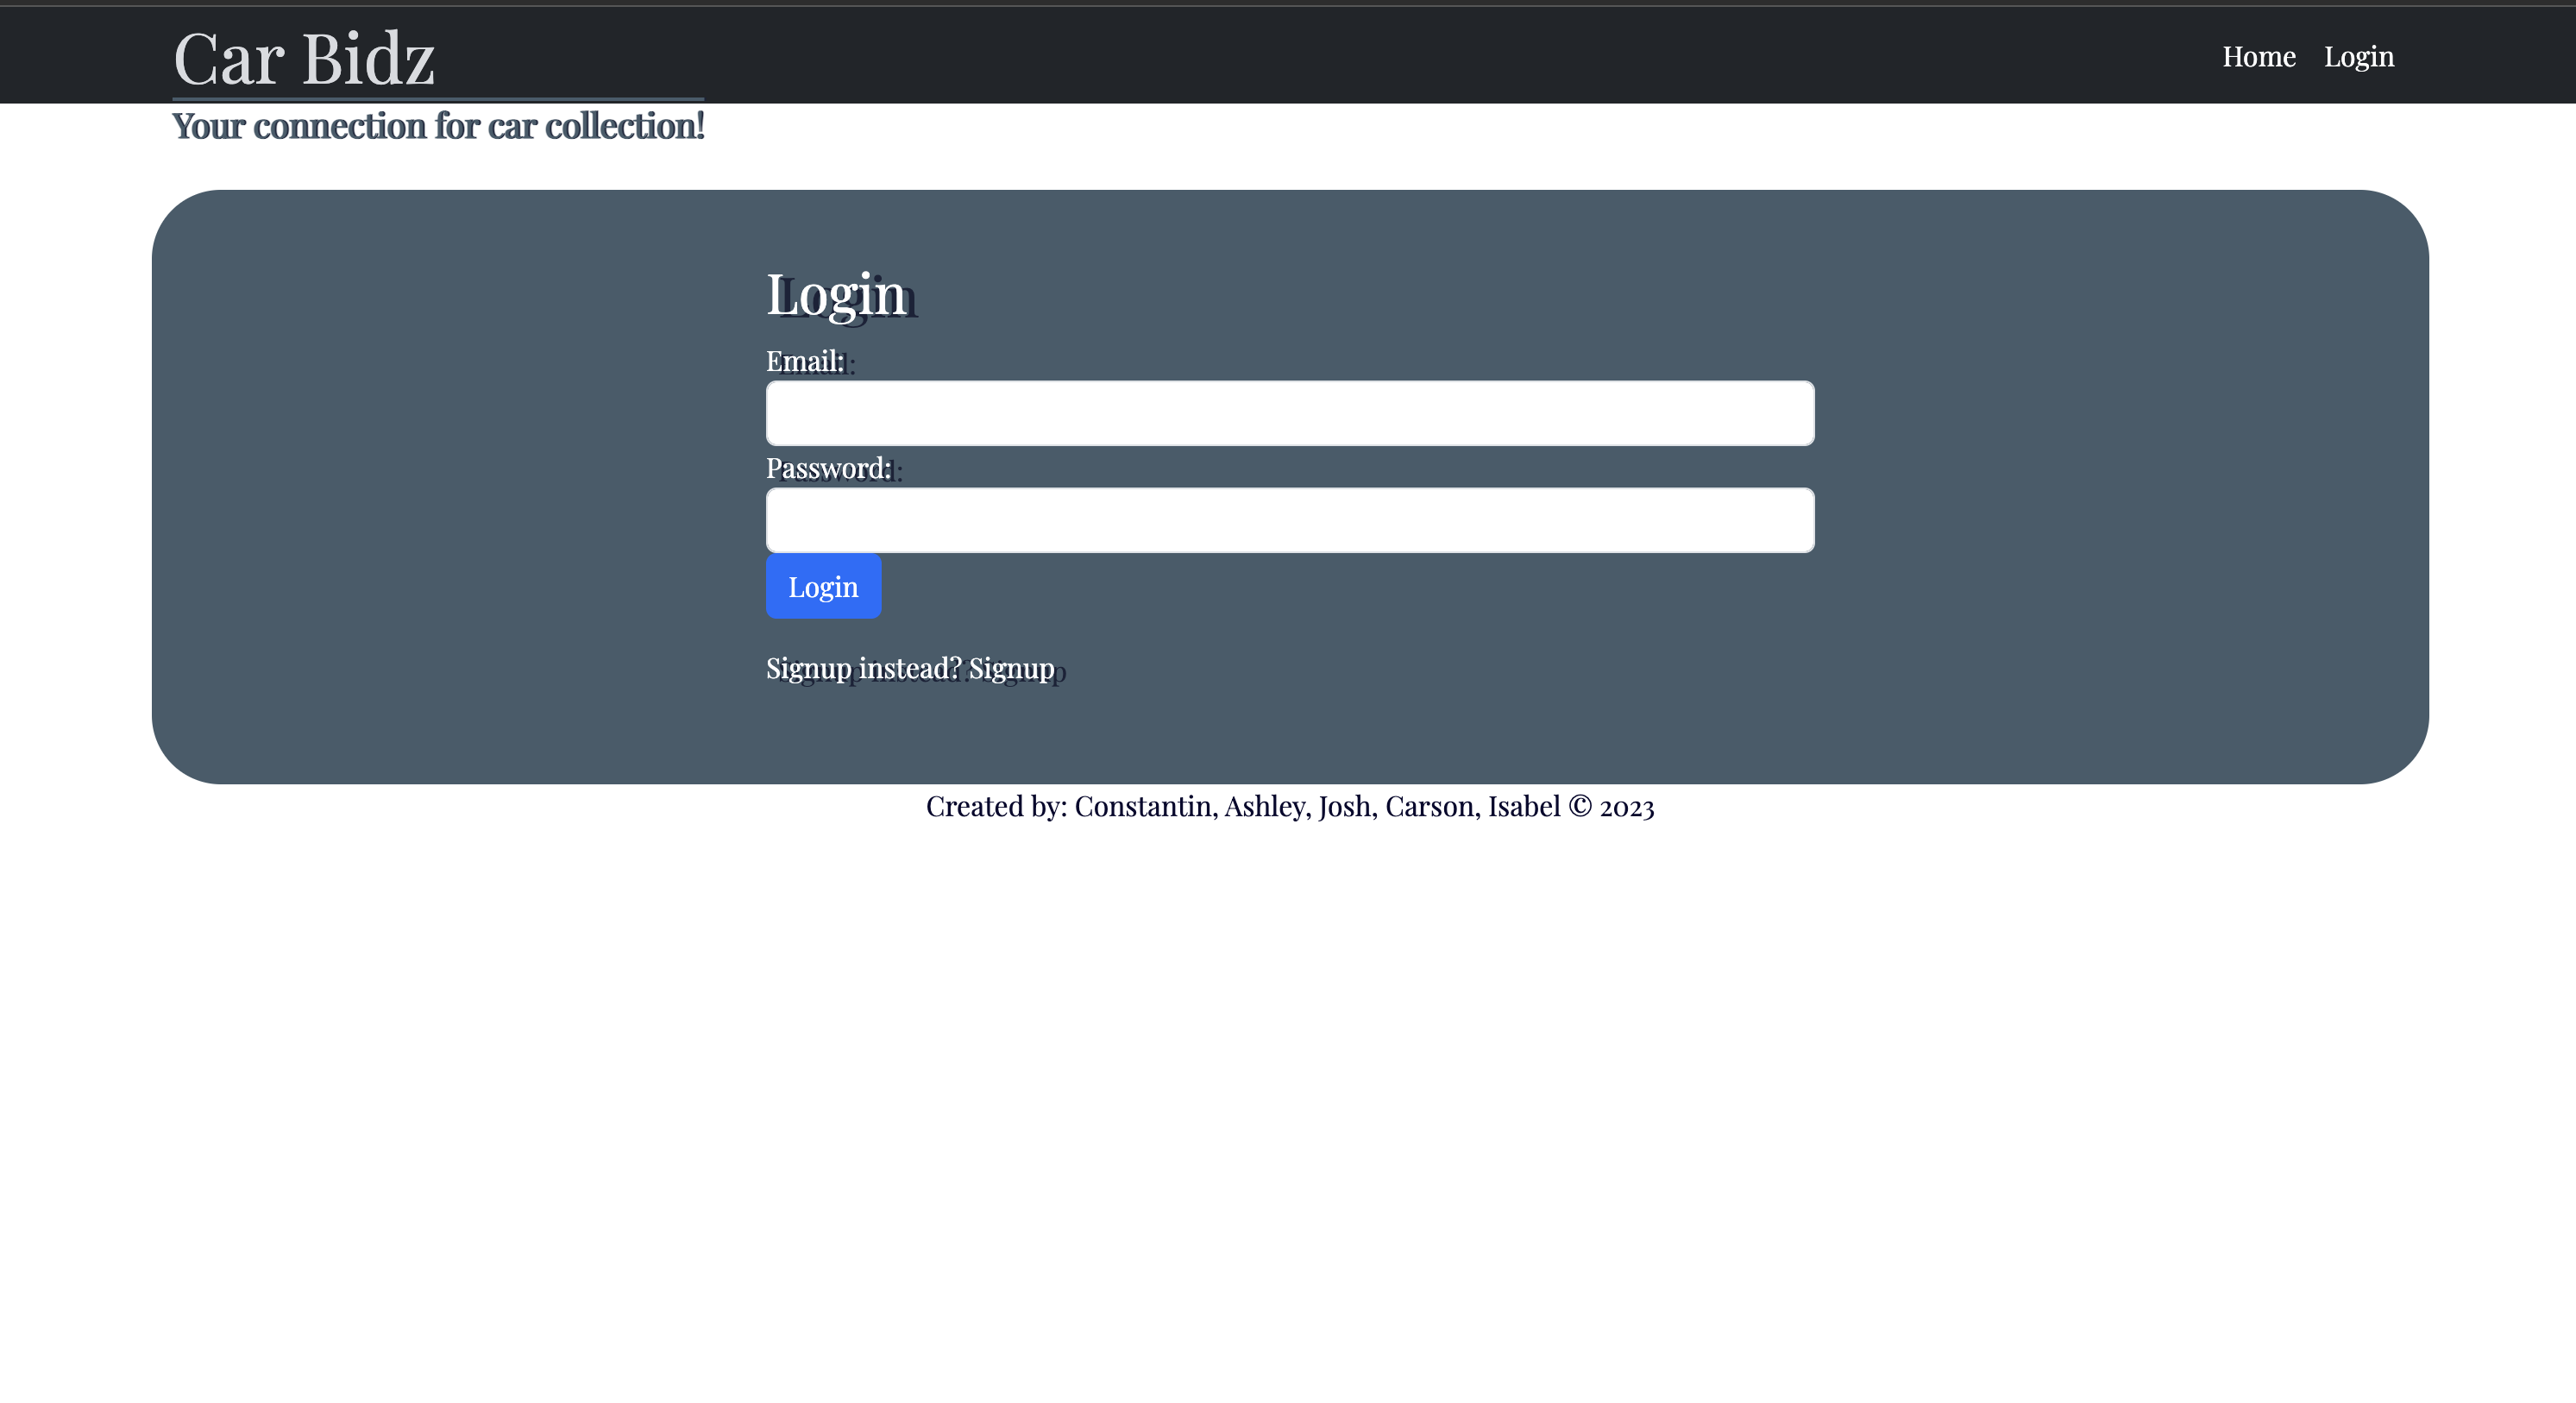 Car Bidz
Home Login
Your connection for car collection!
Login
Email:
Password:
Login
Signup instead? Signup
Created by: Constantin, Ashley, Josh, Carson, Isabel © 2023